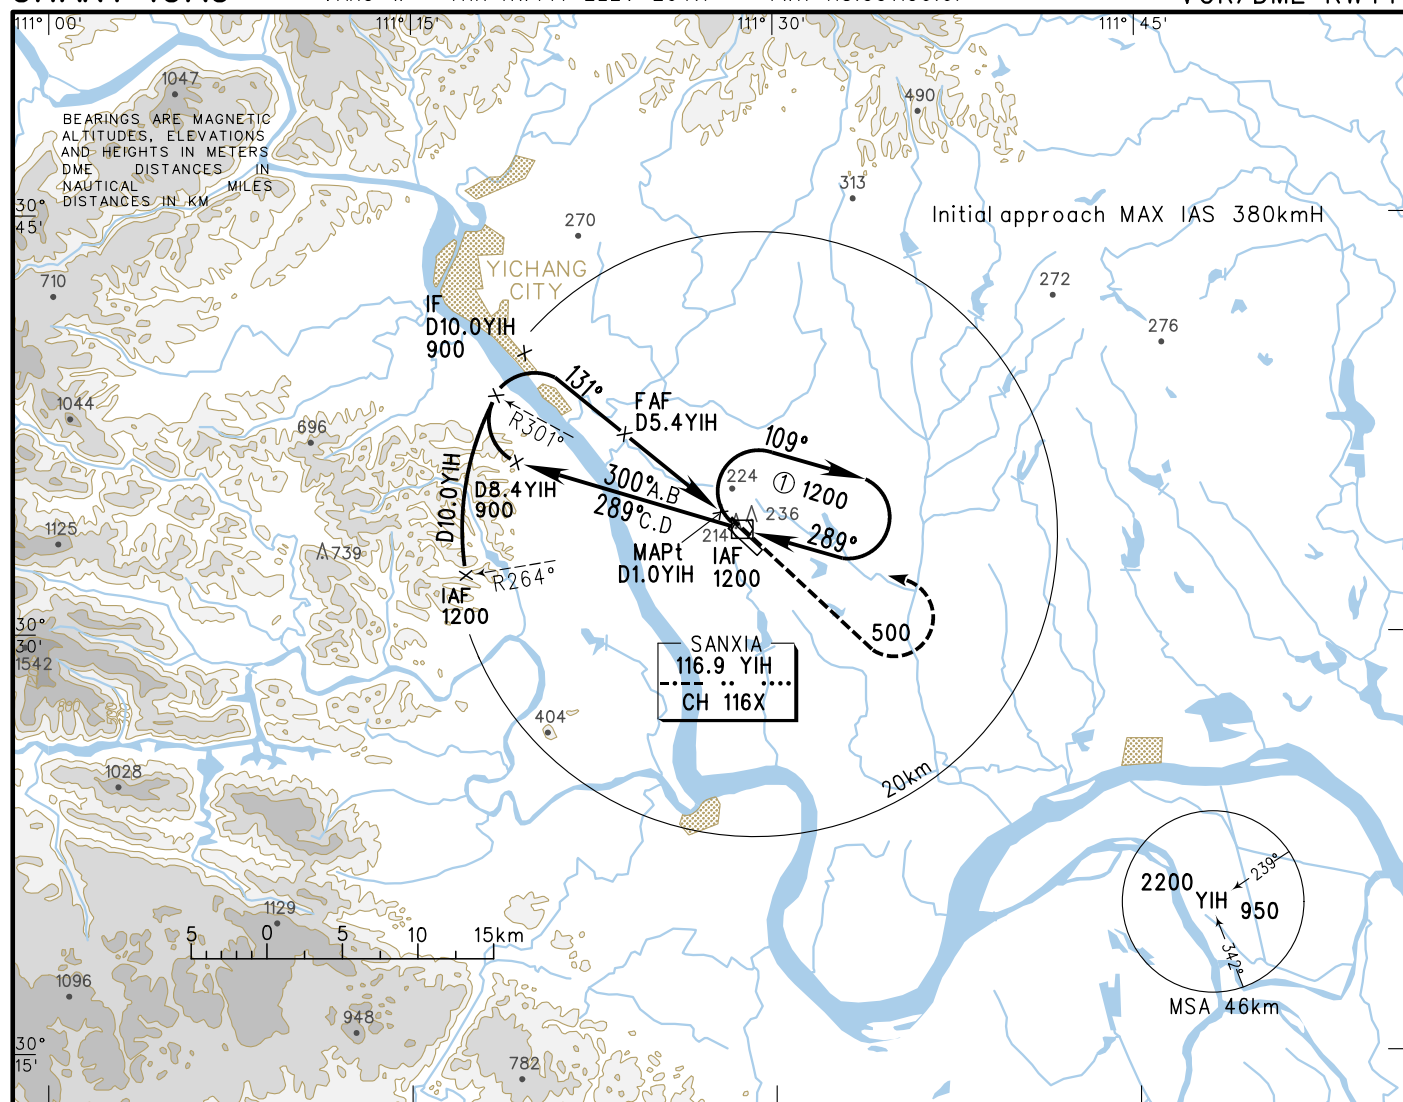 111° 00'
111° 15'
111° 30'
111° 45'
1047
BEARINGS ARE MAGNETIC
ALTITUDES, ELEVATIONS
AND HEIGHTS IN METERS
DME DISTANCES IN
NAUTICAL MILES
DISTANCES IN KM
490
313
30°
45'
270
Initial approach MAX IAS 380kmH
YICHANG
CITY
710
272
IF
D10.0YIH
900
276
131°
FAF
D5.4YIH
1044
696
R301°
109°
D10.0YIH
300°A.B
289°C.D
D8.4YIH
900
224
1 1200
236
214
289°
1125
739
MAPt
D1.0YIH
IAF
1200
R264°
IAF
1200
30°
30'
1542
500
SANXIA
116.9 YIH
CH 116X
404
1028
20km
2200
YIH
950
239°
342°
MSA 46km
1129
5 0 5 10 15km
1096
948
30°
15'
782